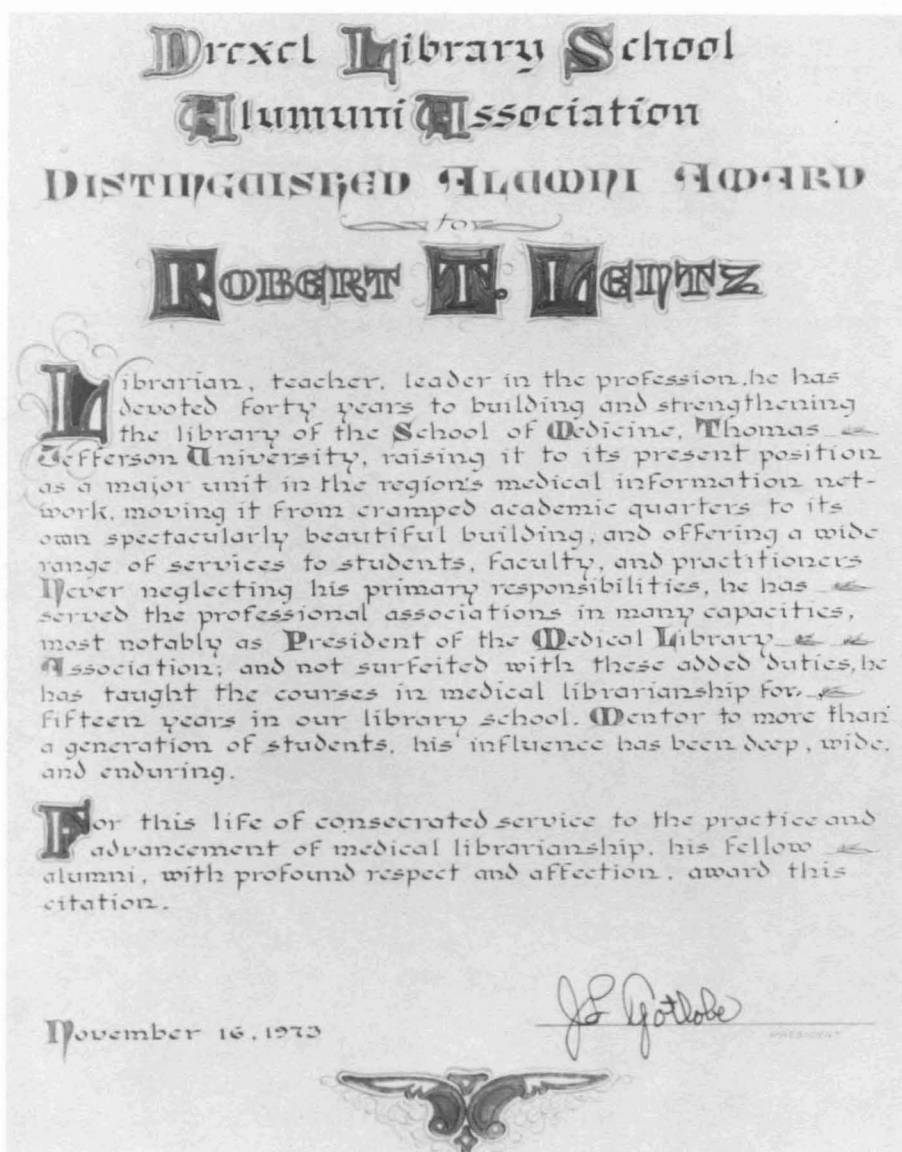 Drexel Library School
Alumuni Association
DISTINGUISHED ALUMNI AWARD
to
ROBERT T. LENTZ
Librarian, teacher, leader in the profession, he has
devoted forty years to building and strengthening
the library of the School of Medicine, Thomas
Jefferson University, raising it to its present position
as a major unit in the region's medical information net-
work, moving it from cramped academic quarters to its
own spectacularly beautiful building, and offering a wide
range of services to students, faculty, and practitioners
Never neglecting his primary responsibilities, he has
served the professional associations in many capacities,
most notably as President of the Medical Library
Association; and not surfeited with these added duties, he
has taught the courses in medical librarianship for
fifteen years in our library school. Mentor to more than
a generation of students, his influence has been deep, wide,
and enduring.
For this life of consecrated service to the practice and
advancement of medical librarianship, his fellow
alumni, with profound respect and affection, award this
citation.
J L Gotlobe
November 16, 1973
PRESIDENT